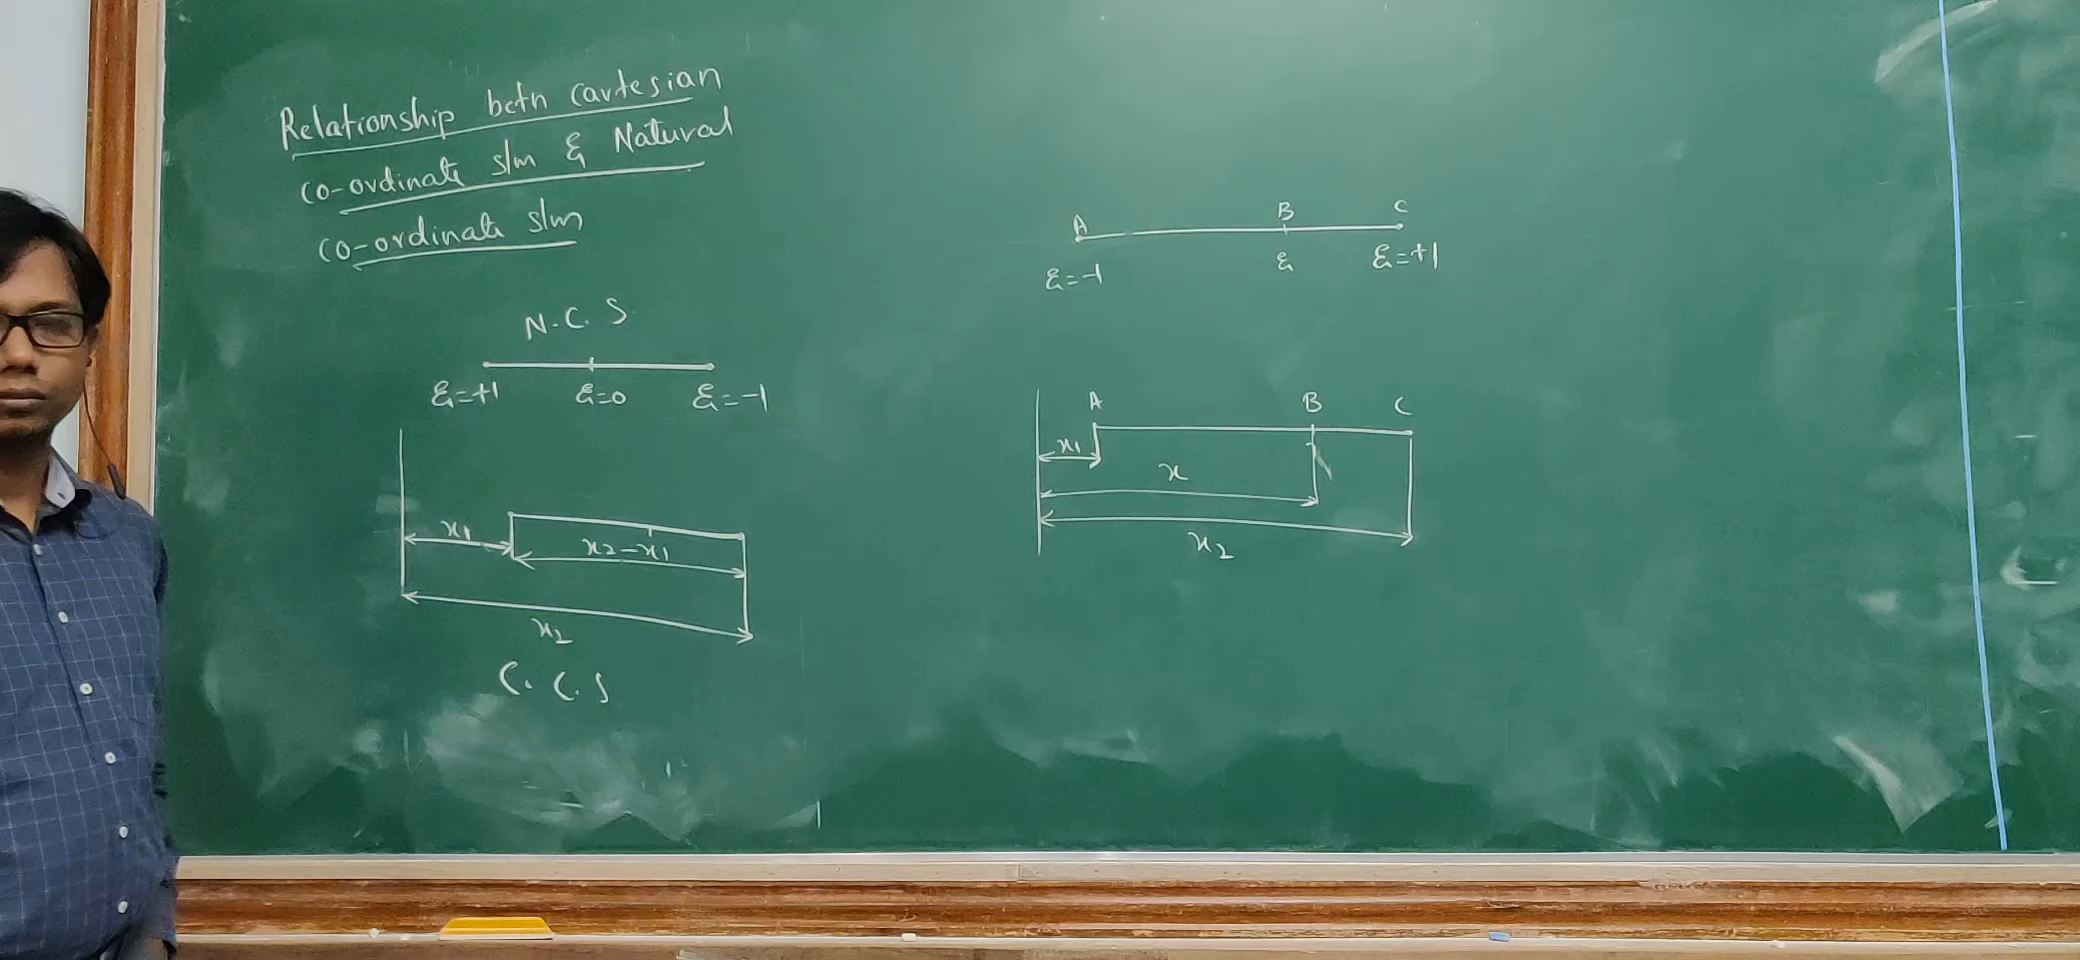 Relationship betn Cartesian
co-ordinate s/m & Natural
co-ordinate s/m
N.C.S.
ξ=+1 ξ=0 ξ=-1
x1
x2-x1
x2
C.C.S
A B C
ξ=-1 ξ ξ=+1
A B C
x1
x
x2